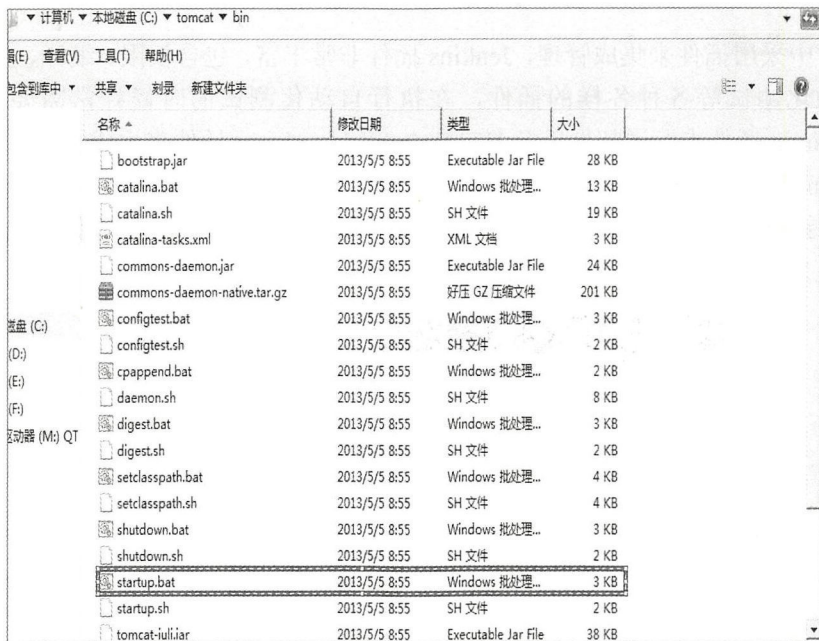 ▼ 计算机 ▼ 本地磁盘 (C:) ▼ tomcat ▼ bin
辑(E) 查看(V) 工具(T) 帮助(H)
包含到库中 ▼ 共享 ▼ 刻录 新建文件夹
名称 修改日期 类型 大小
bootstrap.jar 2013/5/5 8:55 Executable Jar File 28 KB
catalina.bat 2013/5/5 8:55 Windows 批处理... 13 KB
catalina.sh 2013/5/5 8:55 SH 文件 19 KB
catalina-tasks.xml 2013/5/5 8:55 XML 文档 3 KB
commons-daemon.jar 2013/5/5 8:55 Executable Jar File 24 KB
commons-daemon-native.tar.gz 2013/5/5 8:55 好压 GZ 压缩文件 201 KB
configtest.bat 2013/5/5 8:55 Windows 批处理... 3 KB
configtest.sh 2013/5/5 8:55 SH 文件 2 KB
cpappend.bat 2013/5/5 8:55 Windows 批处理... 2 KB
daemon.sh 2013/5/5 8:55 SH 文件 8 KB
digest.bat 2013/5/5 8:55 Windows 批处理... 3 KB
digest.sh 2013/5/5 8:55 SH 文件 2 KB
setclasspath.bat 2013/5/5 8:55 Windows 批处理... 4 KB
setclasspath.sh 2013/5/5 8:55 SH 文件 4 KB
shutdown.bat 2013/5/5 8:55 Windows 批处理... 3 KB
shutdown.sh 2013/5/5 8:55 SH 文件 2 KB
startup.bat 2013/5/5 8:55 Windows 批处理... 3 KB
startup.sh 2013/5/5 8:55 SH 文件 2 KB
tomcat-juli.jar 2013/5/5 8:55 Executable Jar File 38 KB
磁盘 (C:)
(D:)
(E:)
(F:)
区动器 (M:) QT